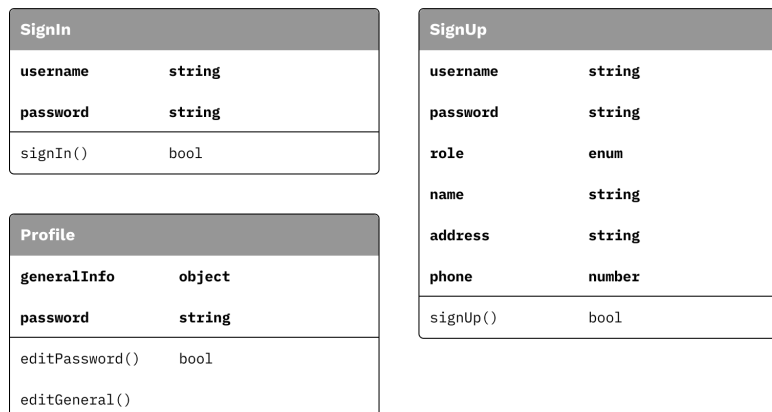 SignIn
username string
password string
signIn() bool
Profile
generalInfo object
password string
editPassword() bool
editGeneral()
SignUp
username string
password string
role enum
name string
address string
phone number
signUp() bool